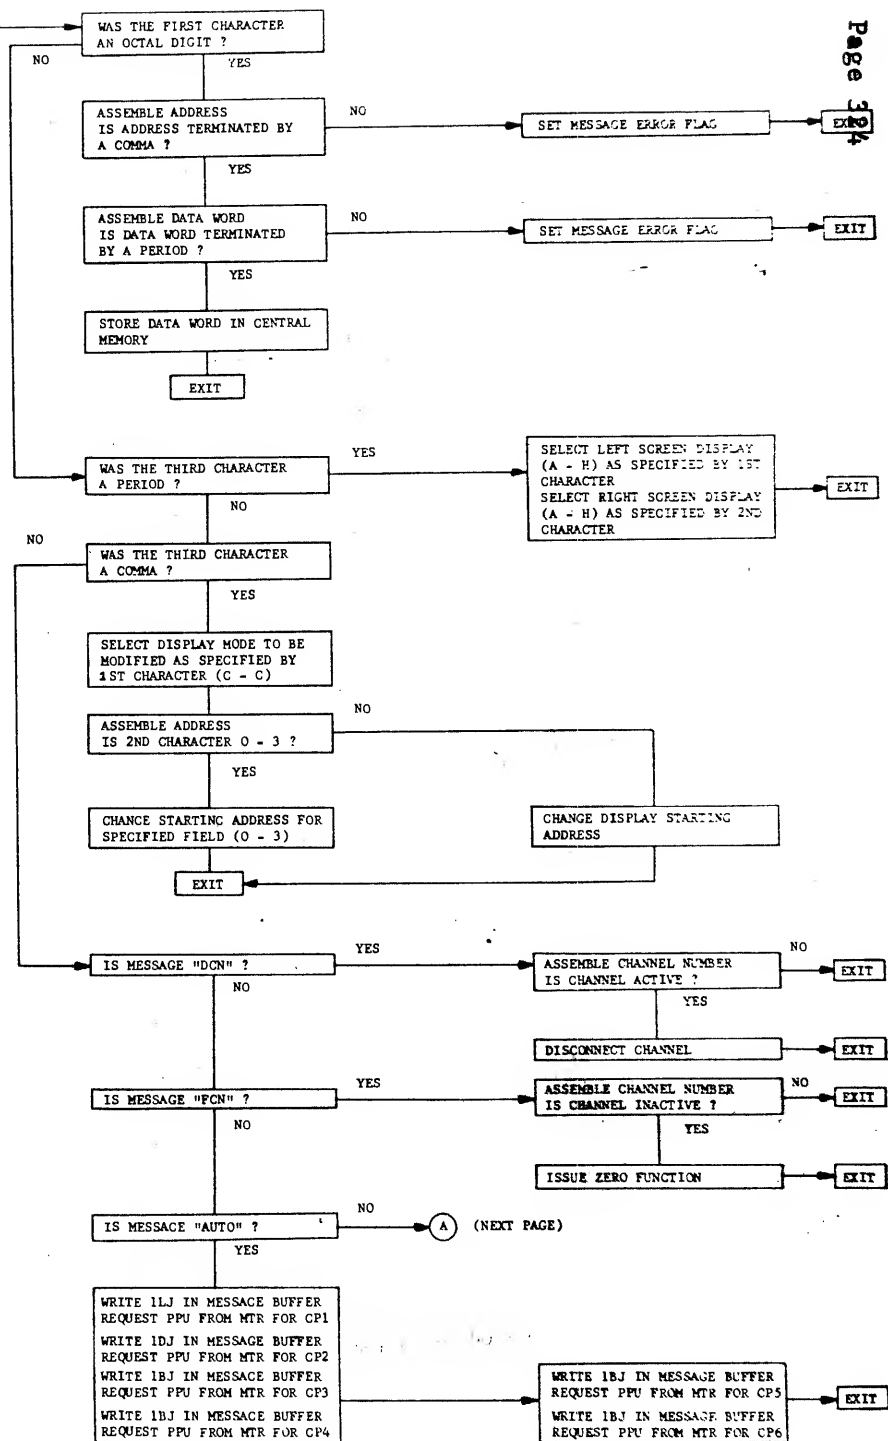 Page 324
WAS THE FIRST CHARACTER
AN OCTAL DIGIT ?
NO
YES
ASSEMBLE ADDRESS
IS ADDRESS TERMINATED BY
A COMMA ?
NO
SET MESSAGE ERROR FLAG
EXIT
YES
ASSEMBLE DATA WORD
IS DATA WORD TERMINATED
BY A PERIOD ?
NO
SET MESSAGE ERROR FLAG
EXIT
YES
STORE DATA WORD IN CENTRAL
MEMORY
EXIT
WAS THE THIRD CHARACTER
A PERIOD ?
YES
SELECT LEFT SCREEN DISPLAY
(A - H) AS SPECIFIED BY 1ST
CHARACTER
SELECT RIGHT SCREEN DISPLAY
(A - H) AS SPECIFIED BY 2ND
CHARACTER
EXIT
NO
NO
WAS THE THIRD CHARACTER
A COMMA ?
YES
SELECT DISPLAY MODE TO BE
MODIFIED AS SPECIFIED BY
1ST CHARACTER (C - C)
ASSEMBLE ADDRESS
IS 2ND CHARACTER 0 - 3 ?
NO
YES
CHANCE STARTINC ADDRESS FOR
SPECIFIED FIELD (0 - 3)
CHANGE DISPLAY STARTING
ADDRESS
EXIT
IS MESSAGE "DCN" ?
YES
ASSEMBLE CHANNEL NUMBER
IS CHANNEL ACTIVE ?
NO
EXIT
NO
YES
DISCONNECT CHANNEL
EXIT
IS MESSAGE "FCN" ?
YES
ASSEMBLE CHANNEL NUMBER
IS CHANNEL INACTIVE ?
NO
EXIT
NO
YES
ISSUE ZERO FUNCTION
EXIT
IS MESSACE "AUTO" ?
NO
A (NEXT PAGE)
YES
WRITE 1LJ IN MESSACE BUFFER
REQUEST PPU FROM MTR FOR CP1
WRITE 1DJ IN MESSAGE BUFFER
REQUEST PPU FROM MTR FOR CP2
WRITE 1BJ IN MESSAGE BUFFER
REQUEST PPU FROM MTR FOR CP3
WRITE 1BJ IN MESSAGE BUFFER
REQUEST PPU FROM MTR FOR CP4
WRITE 1BJ IN MESSAGE BUFFER
REQUEST PPU FROM MTR FOR CP5
WRITE 1BJ IN MESSAGE BUFFER
REQUEST PPU FROM MTR FOR CP6
EXIT